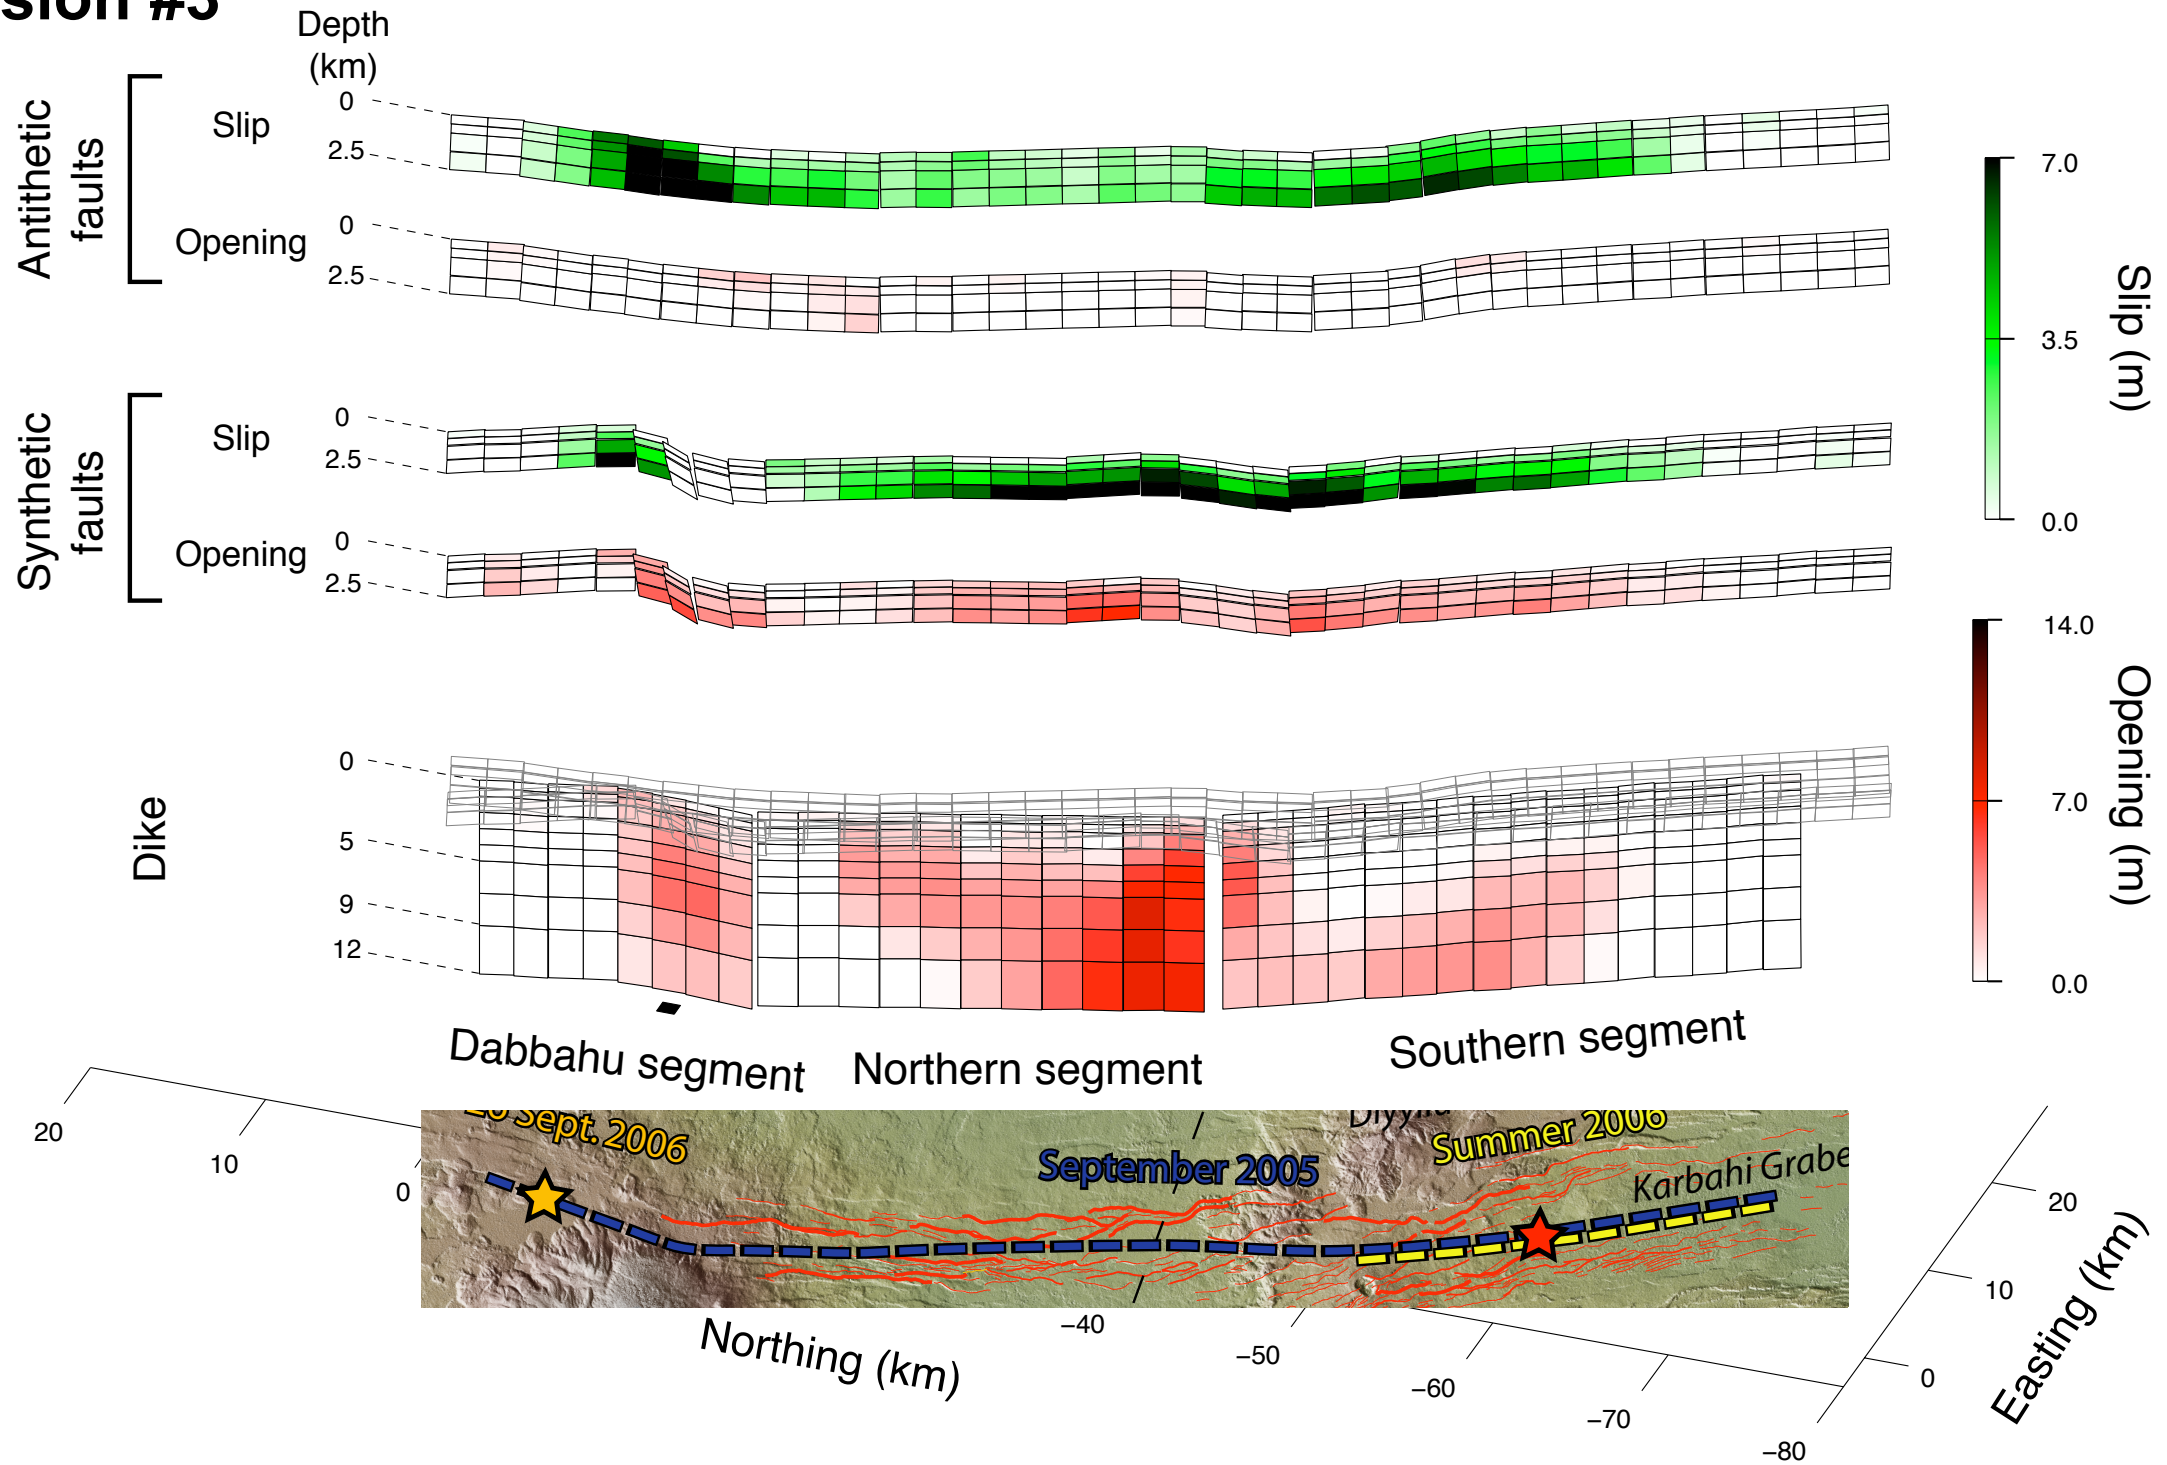 Depth
(km)
Antithetic
faults
Slip
0
2.5
Opening
0
2.5
Synthetic
faults
Slip
0
2.5
Opening
0
2.5
Dike
0
5
9
12
7.0
3.5
0.0
Slip (m)
14.0
7.0
0.0
Opening (m)
Dabbahu segment
Northern segment
Southern segment
20
10
0
Sept. 2006
September 2005
Summer 2006
Karbahi Grabe
Northing (km)
−40
−50
−60
−70
−80
20
10
0
Easting (km)